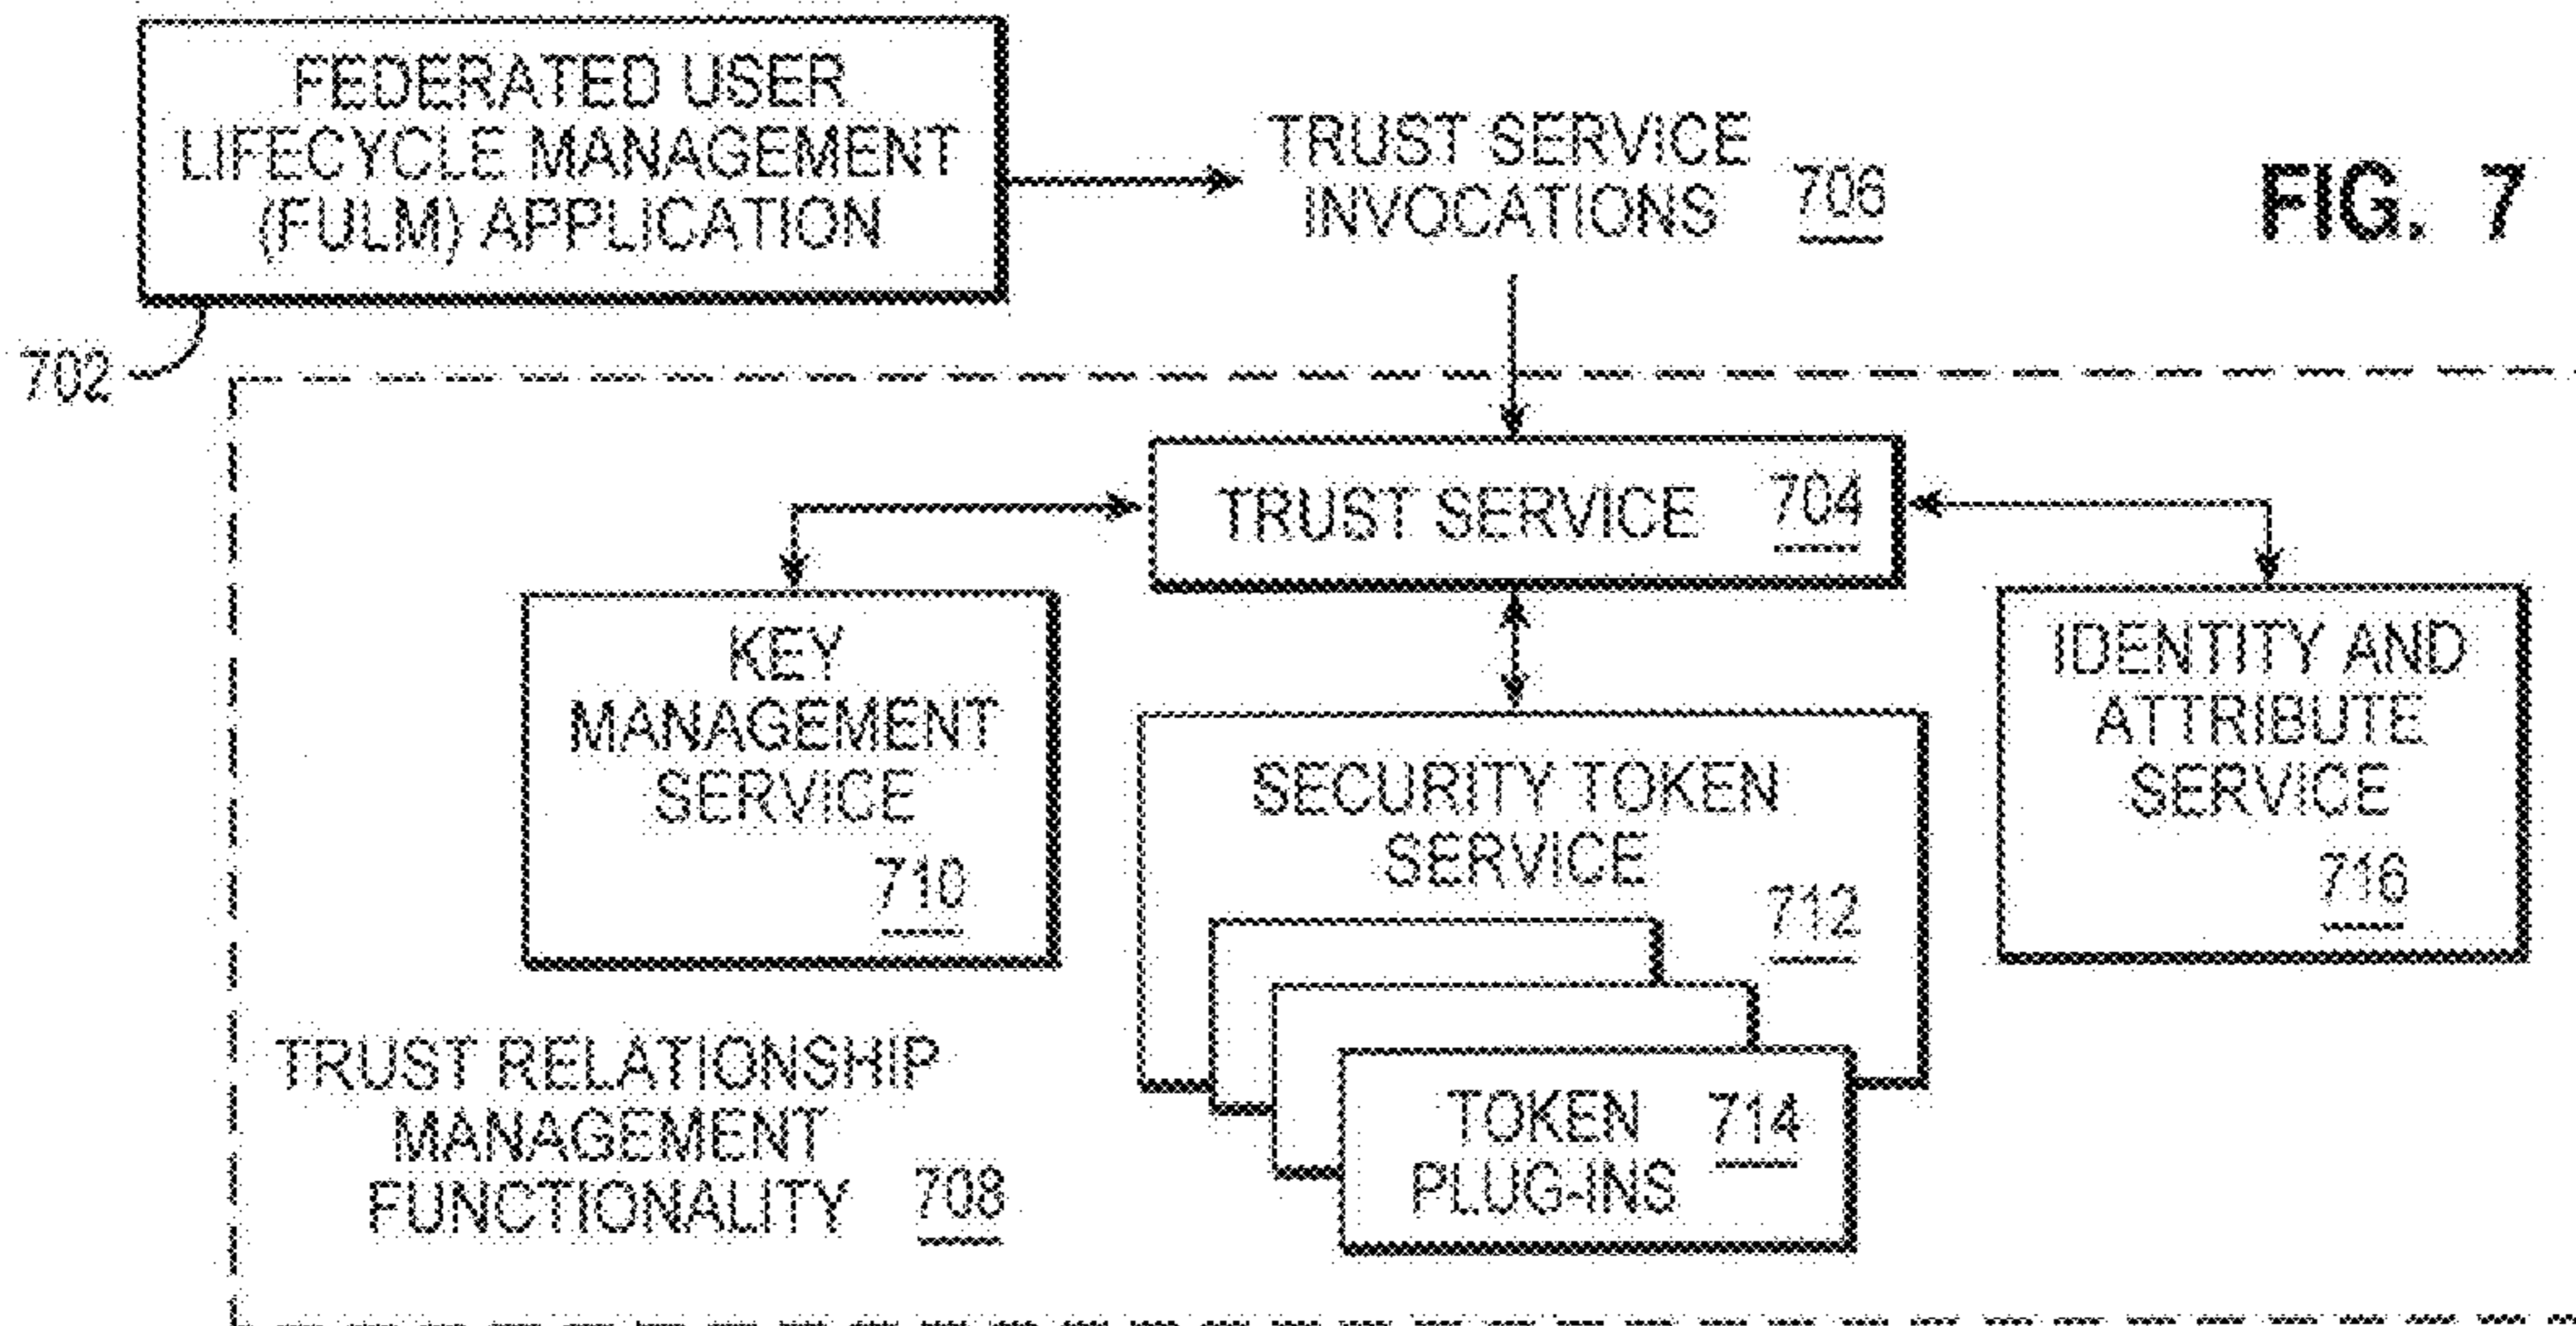 FEDERATED USER
LIFECYCLE MANAGEMENT
(FULM) APPLICATION
702
TRUST SERVICE
INVOCATIONS 706
FIG. 7
TRUST SERVICE 704
KEY
MANAGEMENT
SERVICE
710
SECURITY TOKEN
SERVICE
712
TOKEN 714
PLUG-INS
IDENTITY AND
ATTRIBUTE
SERVICE
716
TRUST RELATIONSHIP
MANAGEMENT
FUNCTIONALITY 708